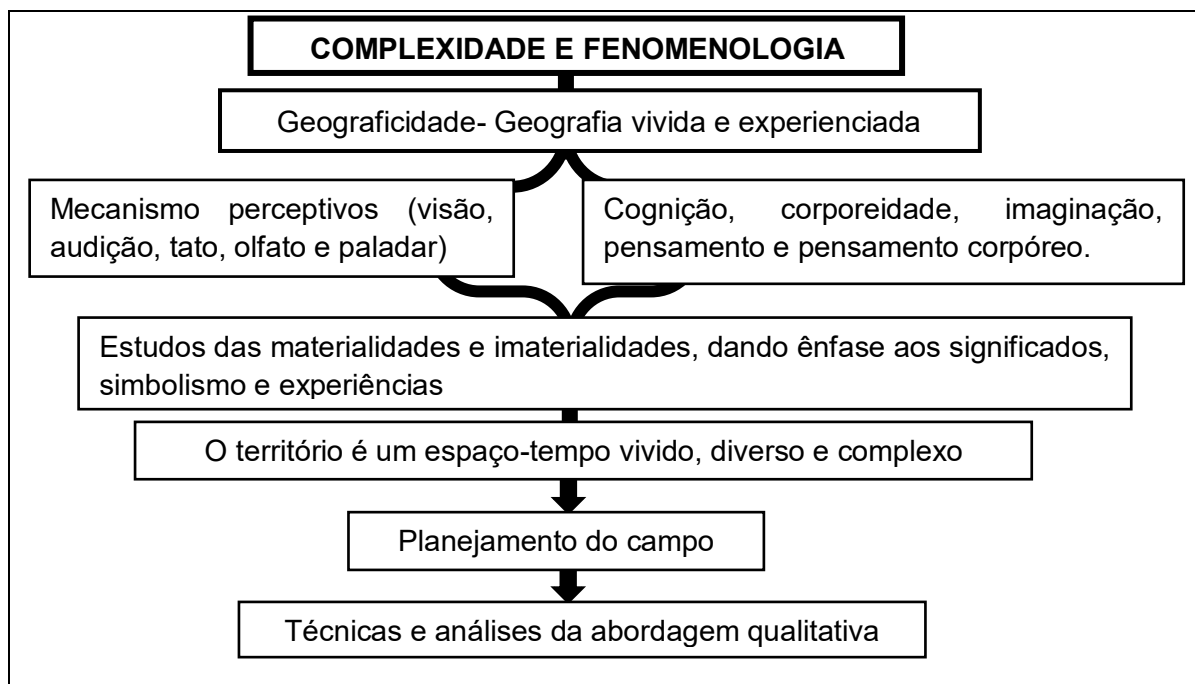 COMPLEXIDADE E FENOMENOLOGIA
Geograficidade- Geografia vivida e experienciada
Mecanismo perceptivos (visão,
audição, tato, olfato e paladar)
Cognição, corporeidade, imaginação,
pensamento e pensamento corpóreo.
Estudos das materialidades e imaterialidades, dando ênfase aos significados,
simbolismo e experiências
O território é um espaço-tempo vivido, diverso e complexo
Planejamento do campo
Técnicas e análises da abordagem qualitativa